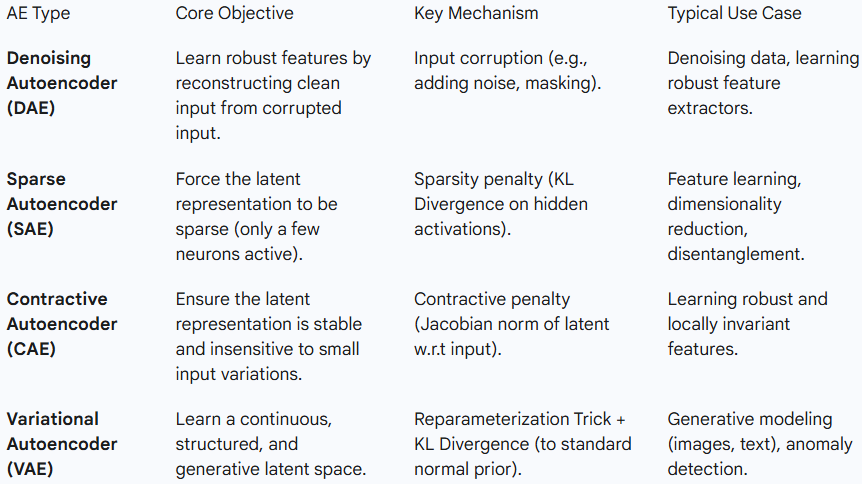 AE Type Core Objective Key Mechanism Typical Use Case
Denoising Autoencoder (DAE)
Learn robust features by
reconstructing clean
input from corrupted
input.
Input corruption (e.g.,
adding noise, masking).
Denoising data, learning
robust feature
extractors.
Sparse
Autoencoder
(SAE)
Force the latent
representation to be
sparse (only a few
neurons active).
Sparsity penalty (KL
Divergence on hidden
activations).
Feature learning,
dimensionality
reduction,
disentanglement.
Contractive
Autoencoder
(CAE)
Ensure the latent
representation is stable
and insensitive to small
input variations.
Contractive penalty
(Jacobian norm of latent
w.r.t input).
Learning robust and
locally invariant
features.
Variational
Autoencoder
(VAE)
Learn a continuous,
structured, and
generative latent space.
Reparameterization Trick +
KL Divergence (to standard
normal prior).
Generative modeling
(images, text), anomaly
detection.